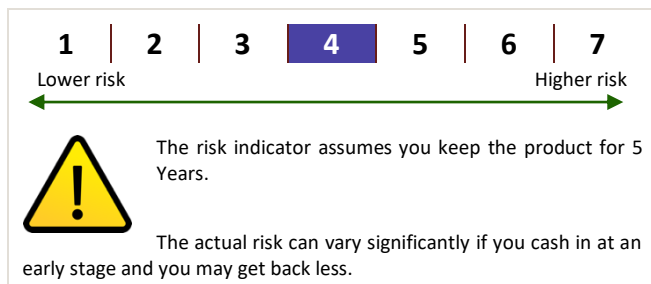 1 2 3 4 5 6 7
Lower risk Higher risk
The risk indicator assumes you keep the product for 5
Years.
The actual risk can vary significantly if you cash in at an
early stage and you may get back less.